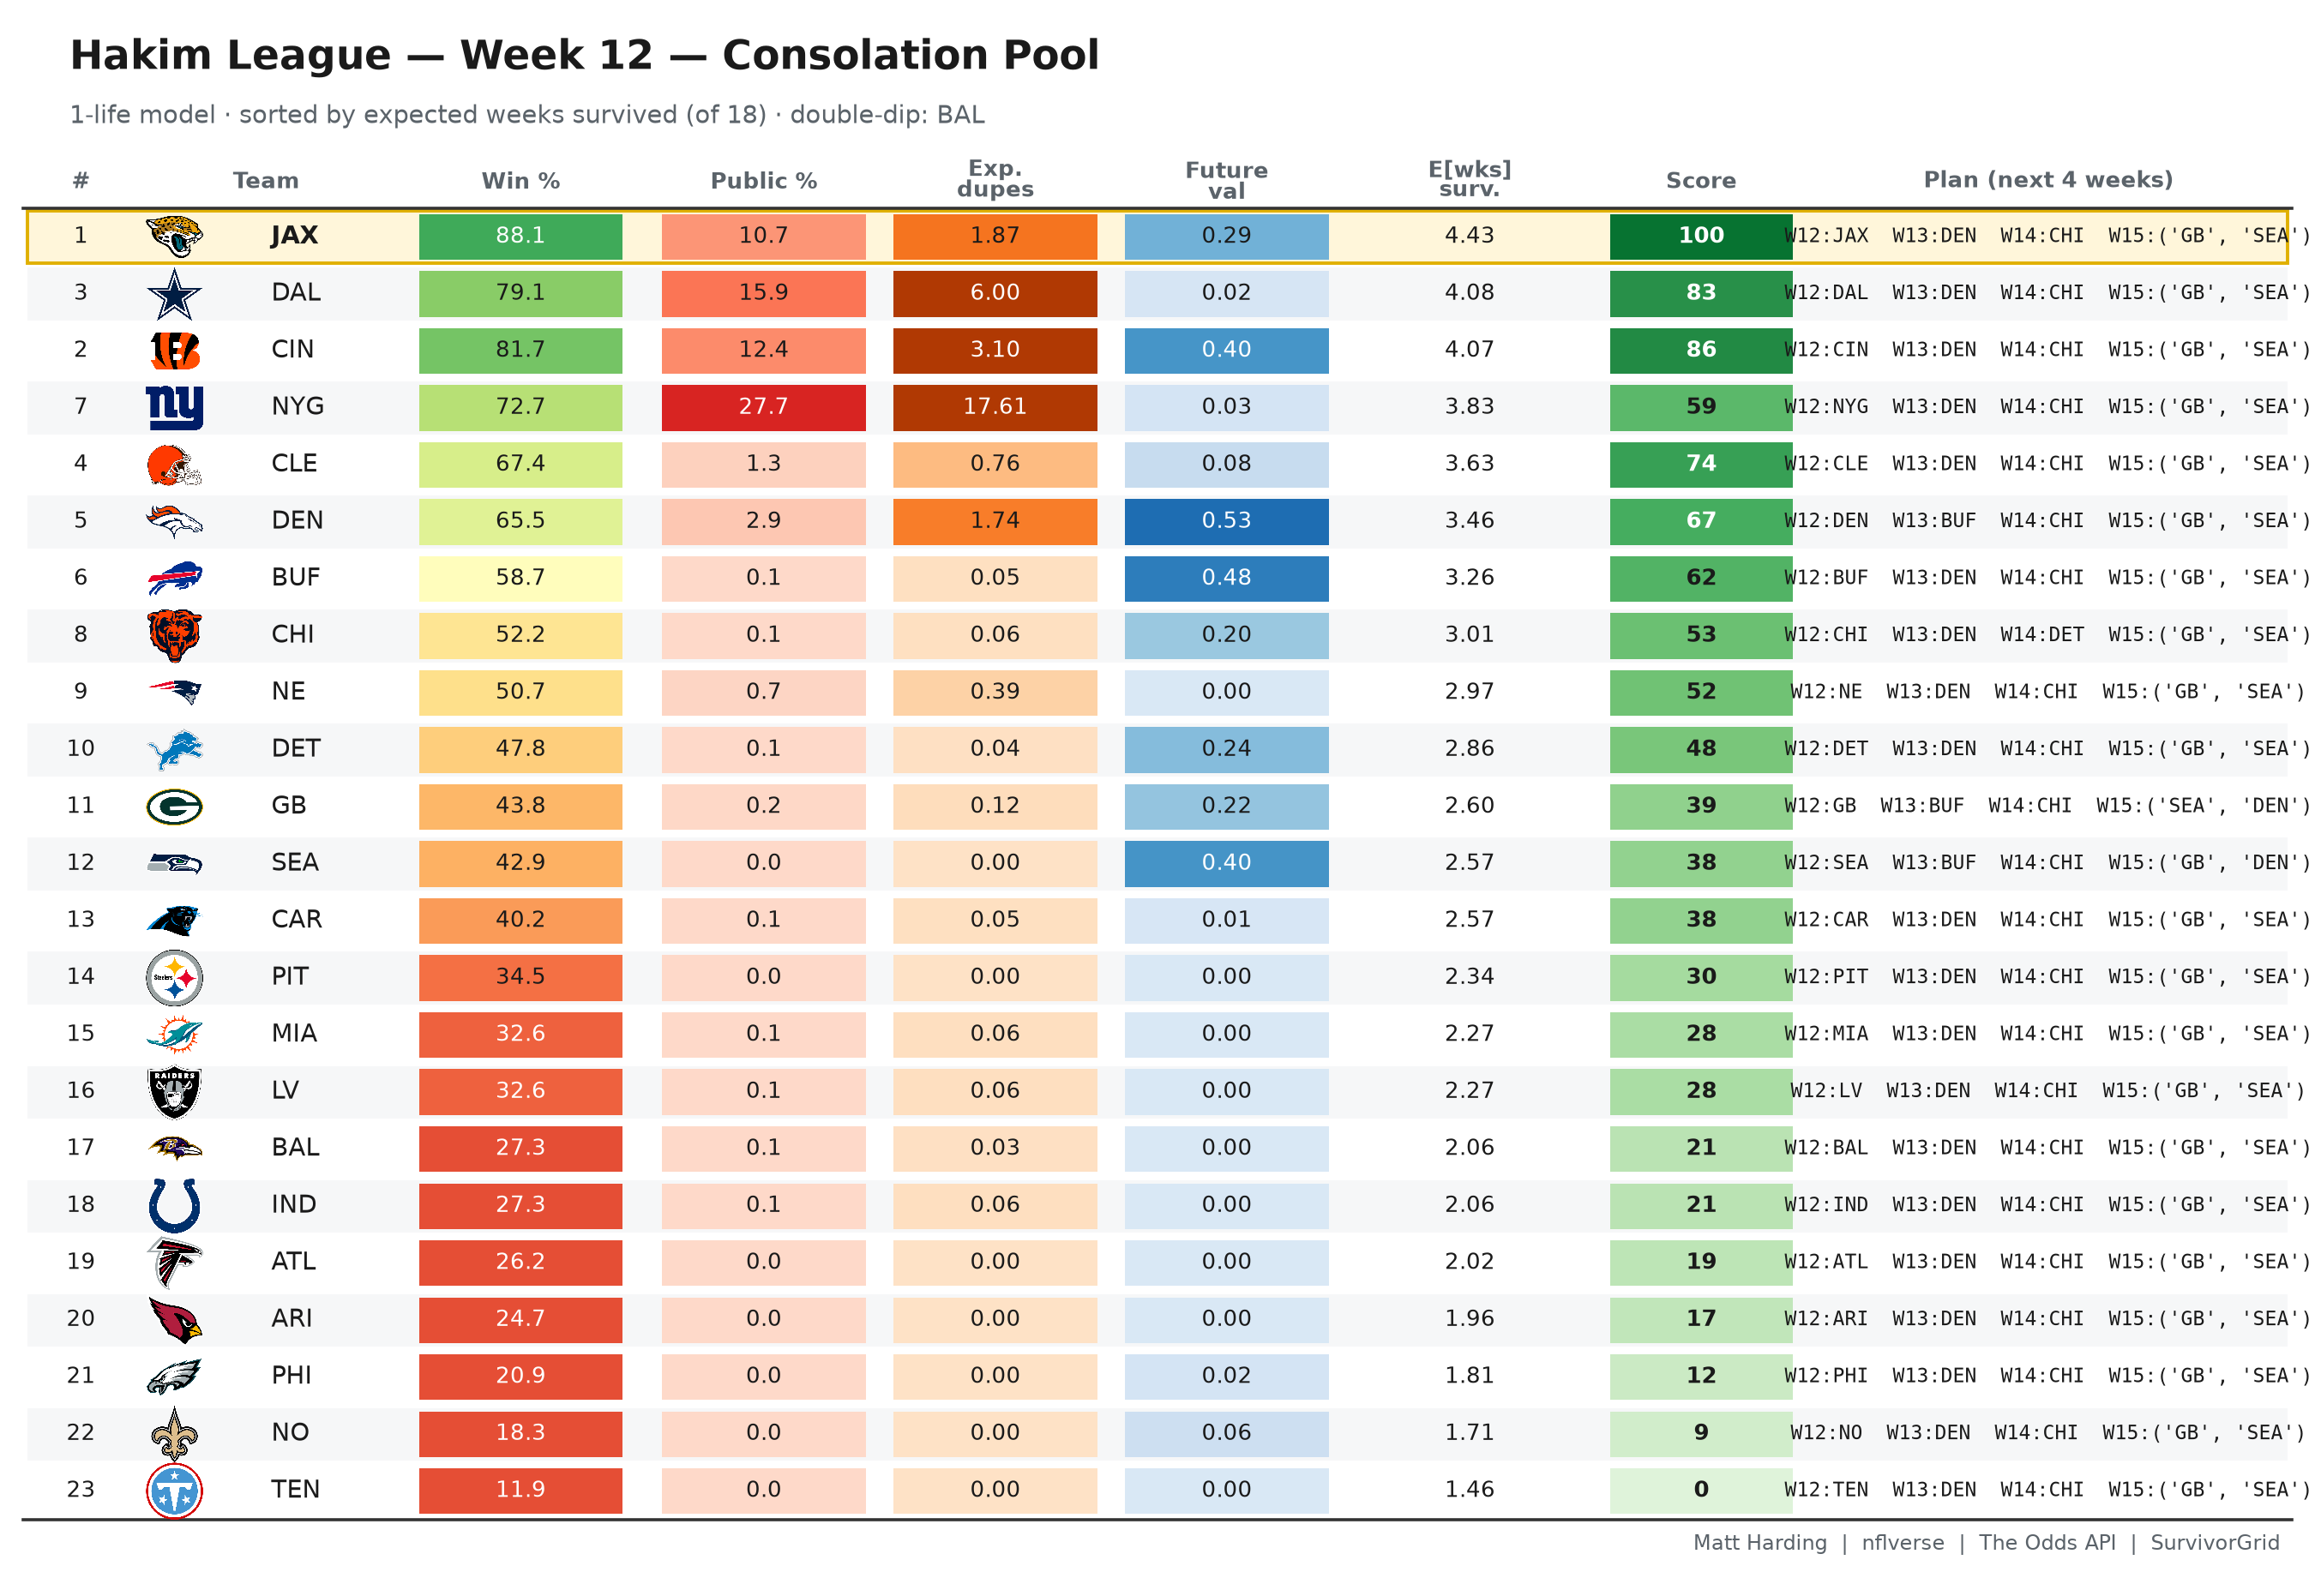 Hakim League — Week 12 — Consolation Pool
1-life model · sorted by expected weeks survived (of 18) · double-dip: BAL
# Team Win % Public % Exp. dupes Future val E[wks] surv. Score Plan (next 4 weeks)
1 JAX 88.1 10.7 1.87 0.29 4.43 100 W12:JAX W13:DEN W14:CHI W15:('GB', 'SEA')
3 DAL 79.1 15.9 6.00 0.02 4.08 83 W12:DAL W13:DEN W14:CHI W15:('GB', 'SEA')
2 CIN 81.7 12.4 3.10 0.40 4.07 86 W12:CIN W13:DEN W14:CHI W15:('GB', 'SEA')
7 NYG 72.7 27.7 17.61 0.03 3.83 59 W12:NYG W13:DEN W14:CHI W15:('GB', 'SEA')
4 CLE 67.4 1.3 0.76 0.08 3.63 74 W12:CLE W13:DEN W14:CHI W15:('GB', 'SEA')
5 DEN 65.5 2.9 1.74 0.53 3.46 67 W12:DEN W13:BUF W14:CHI W15:('GB', 'SEA')
6 BUF 58.7 0.1 0.05 0.48 3.26 62 W12:BUF W13:DEN W14:CHI W15:('GB', 'SEA')
8 CHI 52.2 0.1 0.06 0.20 3.01 53 W12:CHI W13:DEN W14:DET W15:('GB', 'SEA')
9 NE 50.7 0.7 0.39 0.00 2.97 52 W12:NE W13:DEN W14:CHI W15:('GB', 'SEA')
10 DET 47.8 0.1 0.04 0.24 2.86 48 W12:DET W13:DEN W14:CHI W15:('GB', 'SEA')
11 GB 43.8 0.2 0.12 0.22 2.60 39 W12:GB W13:BUF W14:CHI W15:('SEA', 'DEN')
12 SEA 42.9 0.0 0.00 0.40 2.57 38 W12:SEA W13:BUF W14:CHI W15:('GB', 'DEN')
13 CAR 40.2 0.1 0.05 0.01 2.57 38 W12:CAR W13:DEN W14:CHI W15:('GB', 'SEA')
14 Steelers PIT 34.5 0.0 0.00 0.00 2.34 30 W12:PIT W13:DEN W14:CHI W15:('GB', 'SEA')
15 MIA 32.6 0.1 0.06 0.00 2.27 28 W12:MIA W13:DEN W14:CHI W15:('GB', 'SEA')
16 RAIDERS LV 32.6 0.1 0.06 0.00 2.27 28 W12:LV W13:DEN W14:CHI W15:('GB', 'SEA')
17 BAL 27.3 0.1 0.03 0.00 2.06 21 W12:BAL W13:DEN W14:CHI W15:('GB', 'SEA')
18 IND 27.3 0.1 0.06 0.00 2.06 21 W12:IND W13:DEN W14:CHI W15:('GB', 'SEA')
19 ATL 26.2 0.0 0.00 0.00 2.02 19 W12:ATL W13:DEN W14:CHI W15:('GB', 'SEA')
20 ARI 24.7 0.0 0.00 0.00 1.96 17 W12:ARI W13:DEN W14:CHI W15:('GB', 'SEA')
21 PHI 20.9 0.0 0.00 0.02 1.81 12 W12:PHI W13:DEN W14:CHI W15:('GB', 'SEA')
22 NO 18.3 0.0 0.00 0.06 1.71 9 W12:NO W13:DEN W14:CHI W15:('GB', 'SEA')
23 TEN 11.9 0.0 0.00 0.00 1.46 0 W12:TEN W13:DEN W14:CHI W15:('GB', 'SEA')
Matt Harding | nflverse | The Odds API | SurvivorGrid